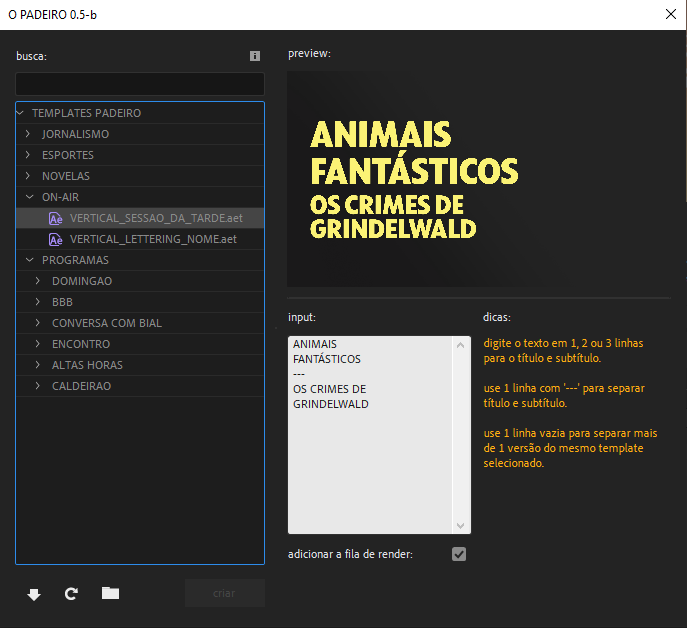 O PADEIRO 0.5-b
busca:
i
TEMPLATES PADEIRO
JORNALISMO
ESPORTES
NOVELAS
ON-AIR
Ae VERTICAL_SESSAO_DA_TARDE.aet
Ae VERTICAL_LETTERING_NOME.aet
PROGRAMAS
DOMINGAO
BBB
CONVERSA COM BIAL
ENCONTRO
ALTAS HORAS
CALDEIRAO
criar
preview:
ANIMAIS
FANTÁSTICOS
OS CRIMES DE
GRINDELWALD
input:
ANIMAIS
FANTÁSTICOS
---
OS CRIMES DE
GRINDELWALD
adicionar a fila de render:
dicas:
digite o texto em 1, 2 ou 3 linhas
para o título e subtítulo.
use 1 linha com '---' para separar
título e subtítulo.
use 1 linha vazia para separar mais
de 1 versão do mesmo template
selecionado.